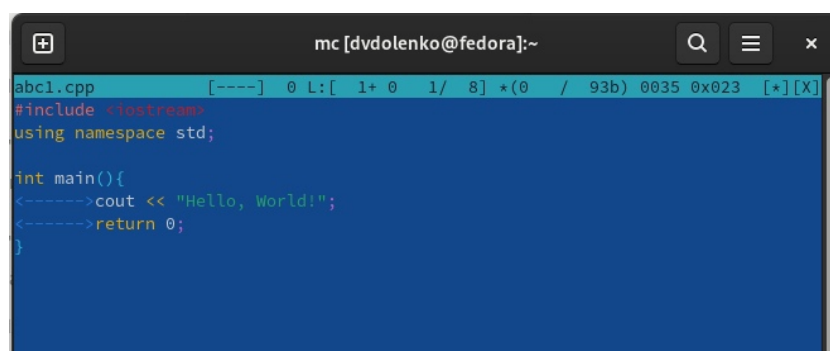 mc [dvdolenko@fedora]:~
abc1.cpp [----] 0 L:[ 1+ 0 1/ 8] *(0 / 93b) 0035 0x023 [*][X]
#include <iostream>
using namespace std;
int main(){
<------>cout << "Hello, World!";
<------>return 0;
}